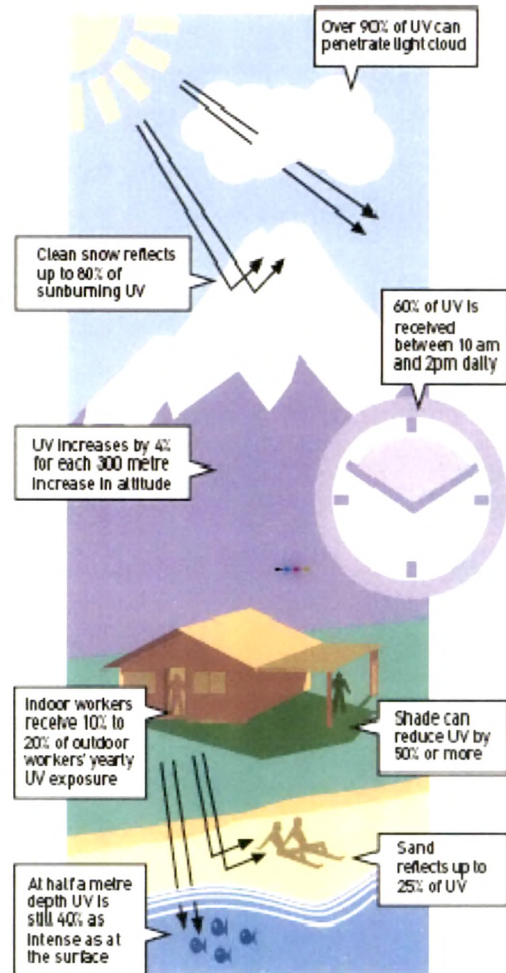 Over 90% of UV can
penetrate light cloud
Clean snow reflects
up to 80% of
sunburning UV
60% of UV is
received
between 10 am
and 2pm daily
UV increases by 4%
for each 300 metre
increase in altitude
Indoor workers
receive 10% to
20% of outdoor
workers' yearly
UV exposure
Shade can
reduce UV by
50% or more
Sand
reflects up to
25% of UV
At half a metre
depth UV is
still 40% as
intense as at
the surface